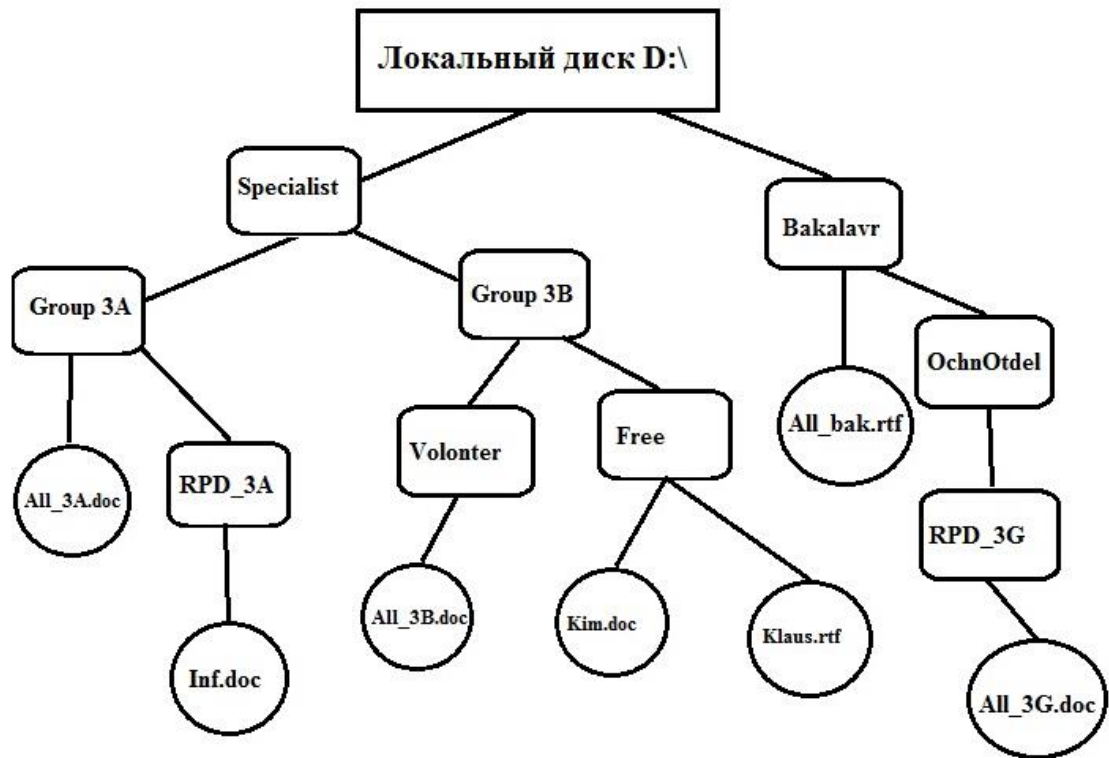 Локальный диск D:\
Specialist
Bakalavr
Group 3A
Group 3B
OchnOtdel
All_bak.rtf
Volonter
Free
All_3A.doc
RPD_3A
RPD_3G
All_3B.doc
Kim.doc
Klaus.rtf
Inf.doc
All_3G.doc